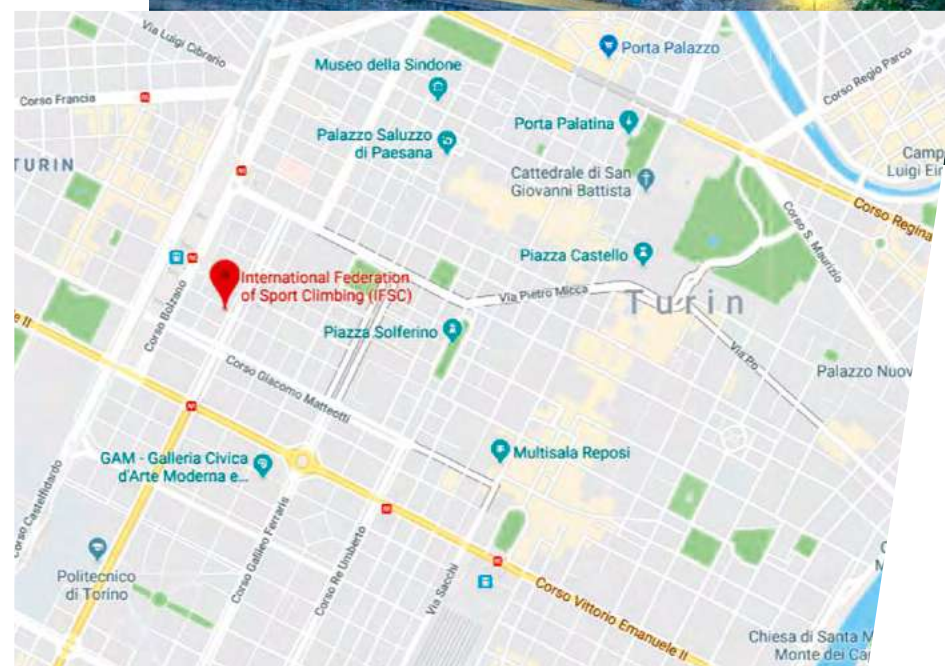 Via Luigi Cibrario
Porta Palazzo
Museo della Sindone
Corso Regio Parco
Corso Francia
Porta Palatina
Palazzo Saluzzo
di Paesana
TURIN
Cattedrale di San
Giovanni Battista
Camp
Luigi Ein
Corso Regina
Corso S. Maurizio
Piazza Castello
International Federation
of Sport Climbing (IFSC)
Via Pietro Micca
Turin
Corso Bolzano
Piazza Solferino
Via Po
e II
Corso Giacomo Matteotti
Palazzo Nuov
GAM - Galleria Civica
d'Arte Moderna e...
Multisala Reposi
Corso Castelfidardo
Corso Galileo Ferraris
Corso Re Umberto
Politecnico
di Torino
Via Sacchi
Corso Vittorio Emanuele II
Chiesa di Santa M
Monte dei Ca